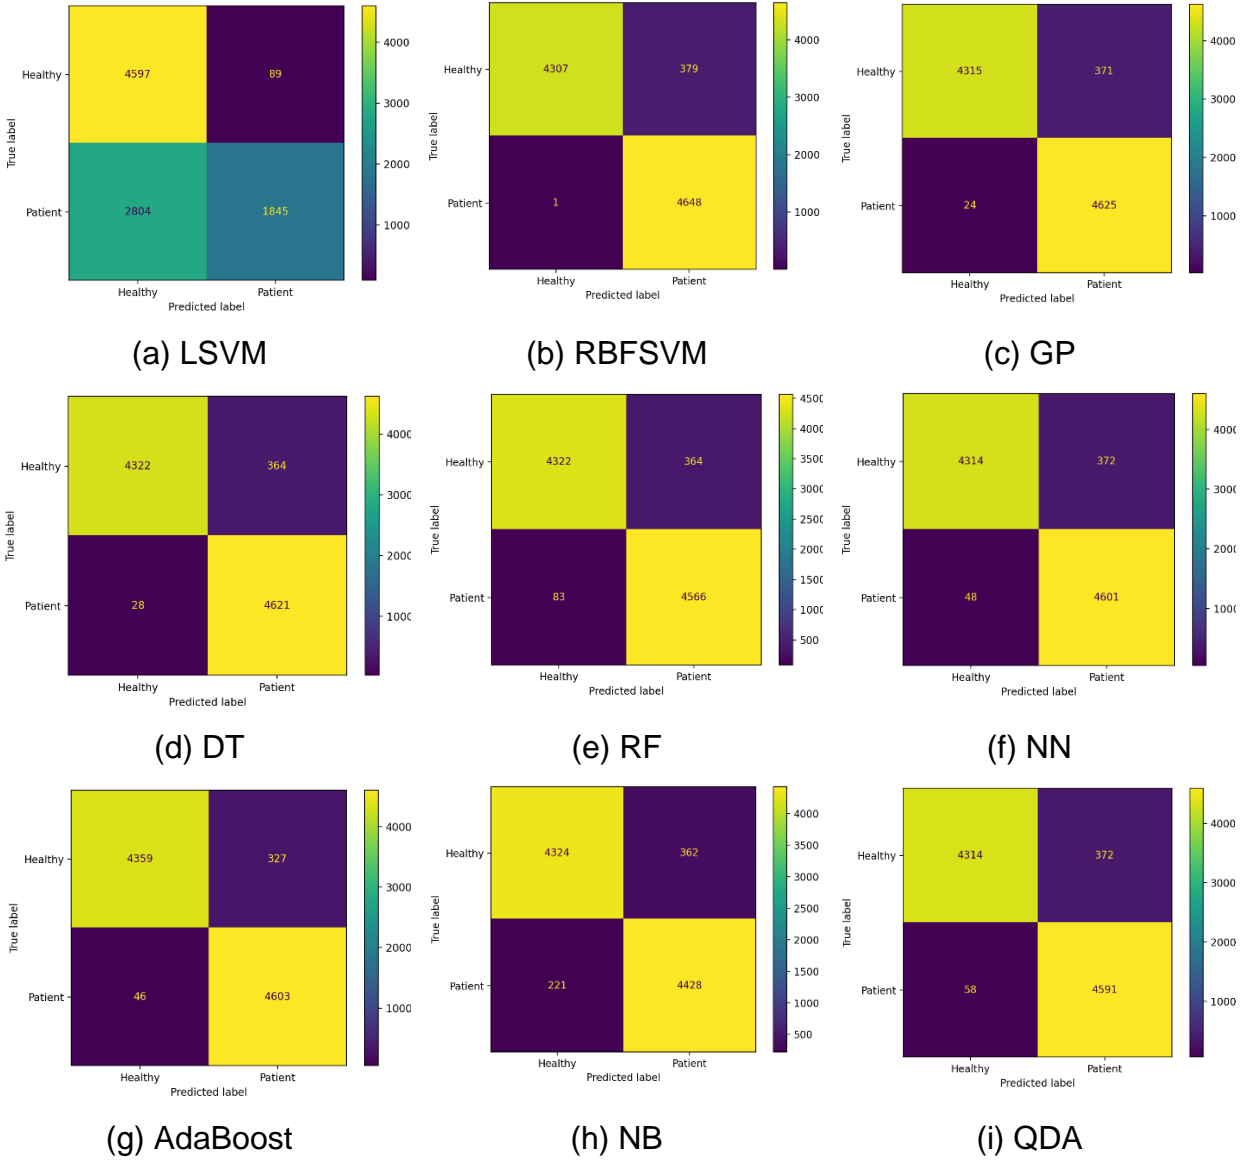 4597 89
2804 1845
Healthy
Patient
True label
Healthy Patient
Predicted label
4000
3000
2000
1000
(a) LSVM
4307 379
1 4648
Healthy
Patient
True label
Healthy Patient
Predicted label
4000
3000
2000
1000
(b) RBFSVM
4315 371
24 4625
Healthy
Patient
True label
Healthy Patient
Predicted label
4000
3000
2000
1000
(c) GP
4322 364
28 4621
Healthy
Patient
True label
Healthy Patient
Predicted label
4000
3000
2000
1000
(d) DT
4322 364
83 4566
Healthy
Patient
True label
Healthy Patient
Predicted label
4500
4000
3500
3000
2500
2000
1500
1000
500
(e) RF
4314 372
48 4601
Healthy
Patient
True label
Healthy Patient
Predicted label
4000
3000
2000
1000
(f) NN
4359 327
46 4603
Healthy
Patient
True label
Healthy Patient
Predicted label
4000
3000
2000
1000
(g) AdaBoost
4324 362
221 4428
Healthy
Patient
True label
Healthy Patient
Predicted label
4000
3500
3000
2500
2000
1500
1000
500
(h) NB
4314 372
58 4591
Healthy
Patient
True label
Healthy Patient
Predicted label
4000
3000
2000
1000
(i) QDA